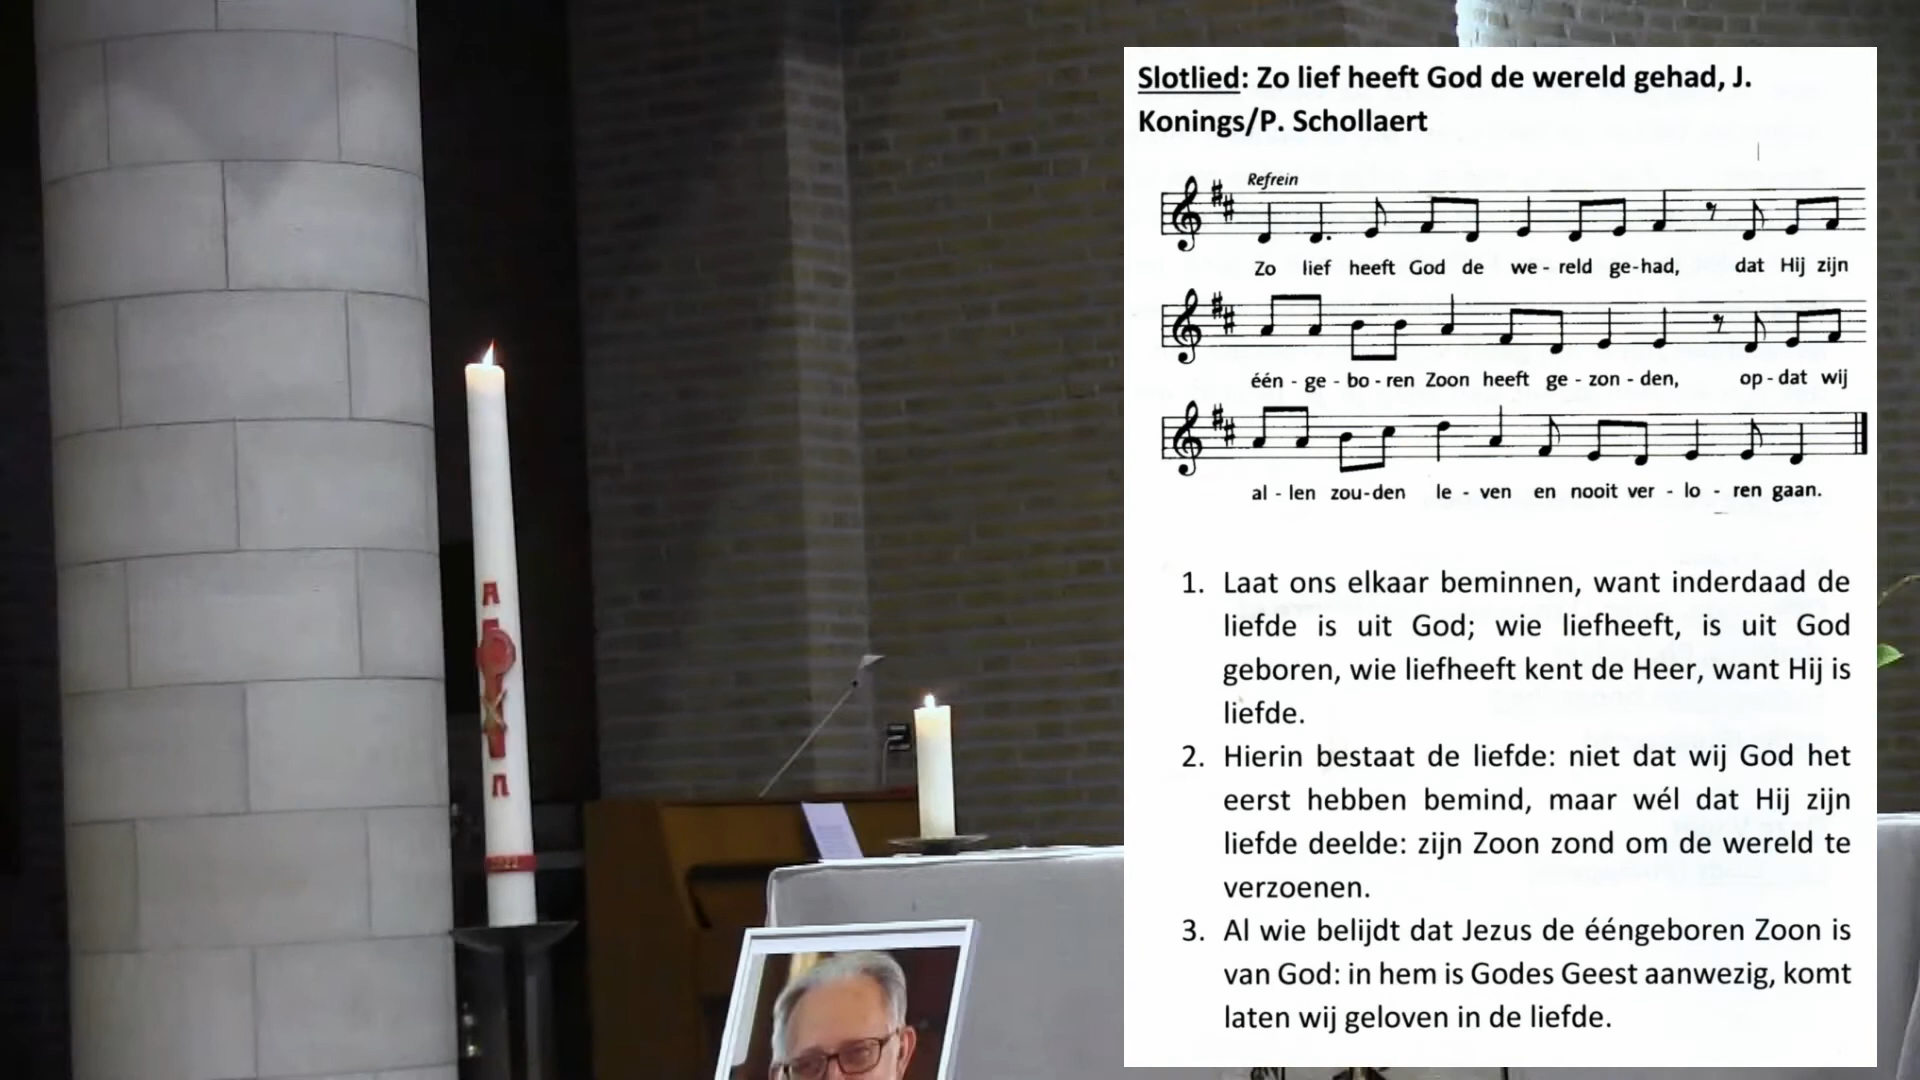 Slotlied: Zo lief heeft God de wereld gehad, J.
Konings/P. Schollaert
Refrein
Zo lief heeft God de we - reld ge-had, dat Hij zijn
één - ge - bo - ren Zoon heeft ge - zon - den, op - dat wij
al - len zou-den le - ven en nooit ver - lo - ren gaan.
1. Laat ons elkaar beminnen, want inderdaad de
liefde is uit God; wie liefheeft, is uit God
geboren, wie liefheeft kent de Heer, want Hij is
liefde.
2. Hierin bestaat de liefde: niet dat wij God het
eerst hebben bemind, maar wél dat Hij zijn
liefde deelde: zijn Zoon zond om de wereld te
verzoenen.
3. Al wie belijdt dat Jezus de ééngeboren Zoon is
van God: in hem is Godes Geest aanwezig, komt
laten wij geloven in de liefde.